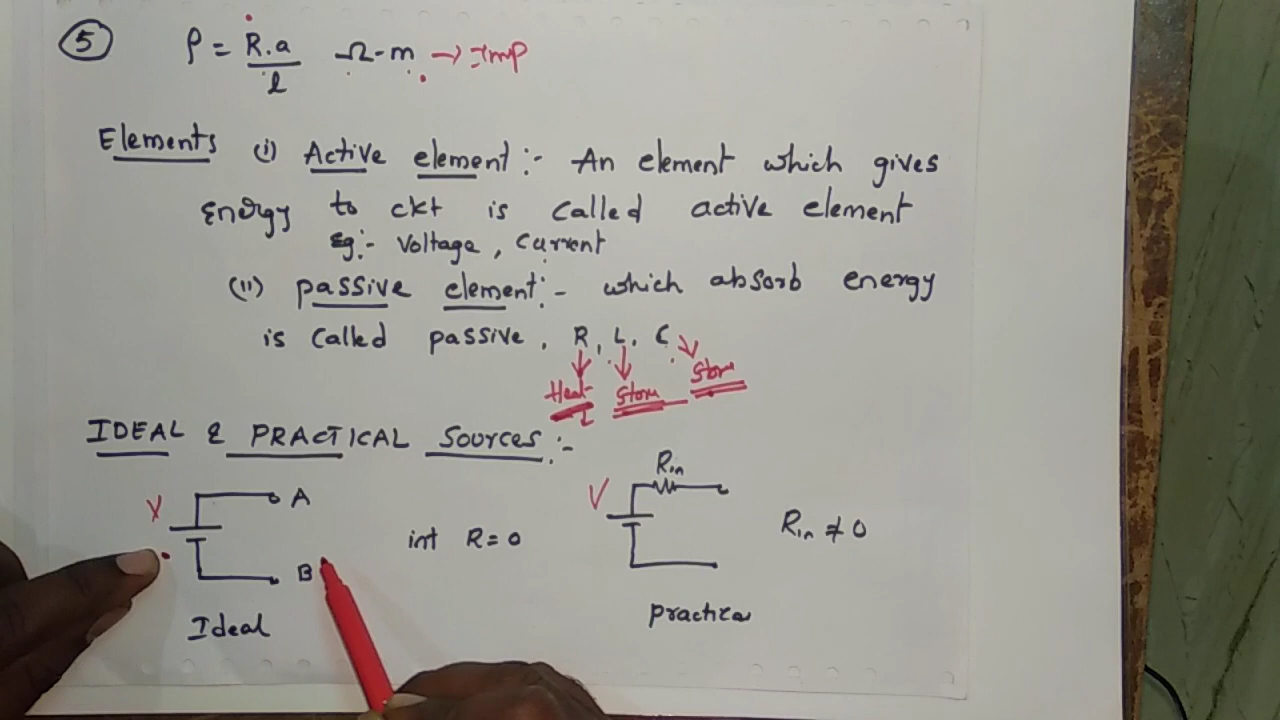 5
ρ = R.a / l Ω-m → Imp
Elements (i) Active element :- An element which gives
Energy to ckt is called active element
Eg:- Voltage, Current
(ii) passive element :- which absorb energy
is called passive, R, L, C
Heat Store Store
IDEAL & PRACTICAL Sources :-
A
int R = 0
B
Ideal
Rin
V
Rin ≠ 0
practica